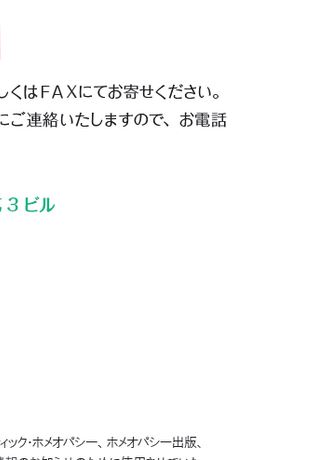 しくはFAXにてお寄せください。
にご連絡いたしますので、お電話
3ビル
ィック・ホメオパシー、ホメオパシー出版、